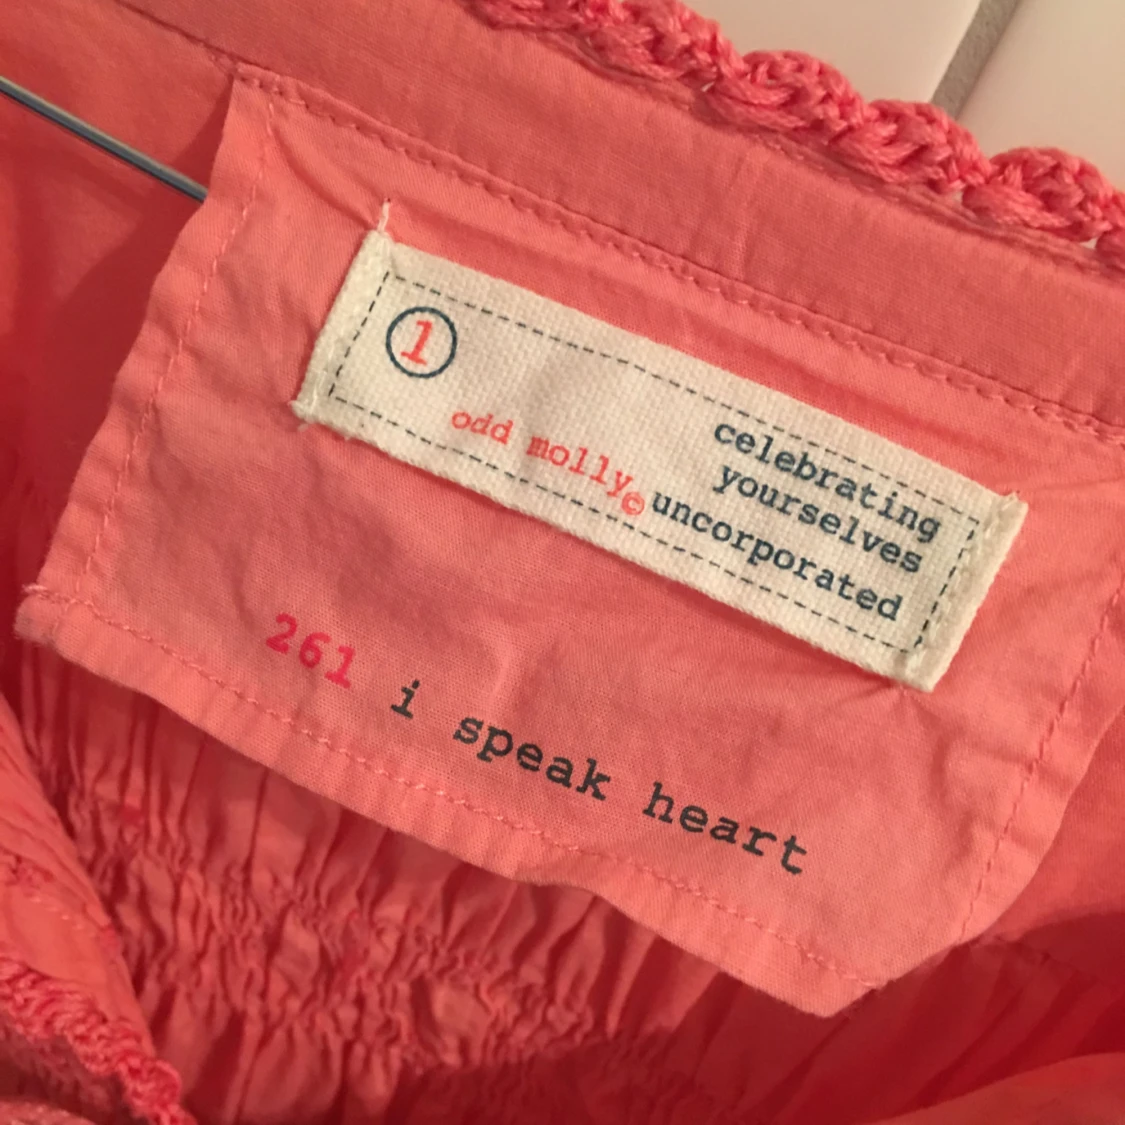 1
odd molly©
celebrating
yourselves
uncorporated
261 i speak heart